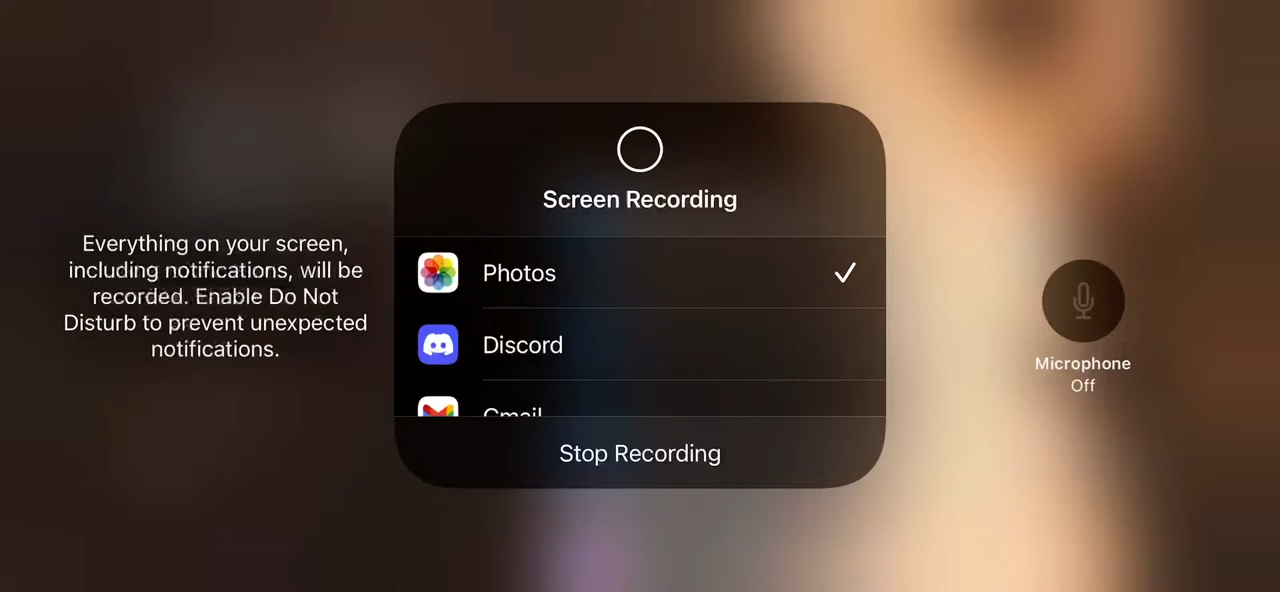 Everything on your screen,
including notifications, will be
recorded. Enable Do Not
Disturb to prevent unexpected
notifications.
Screen Recording
Photos
Discord
Gmail
Stop Recording
Microphone
Off